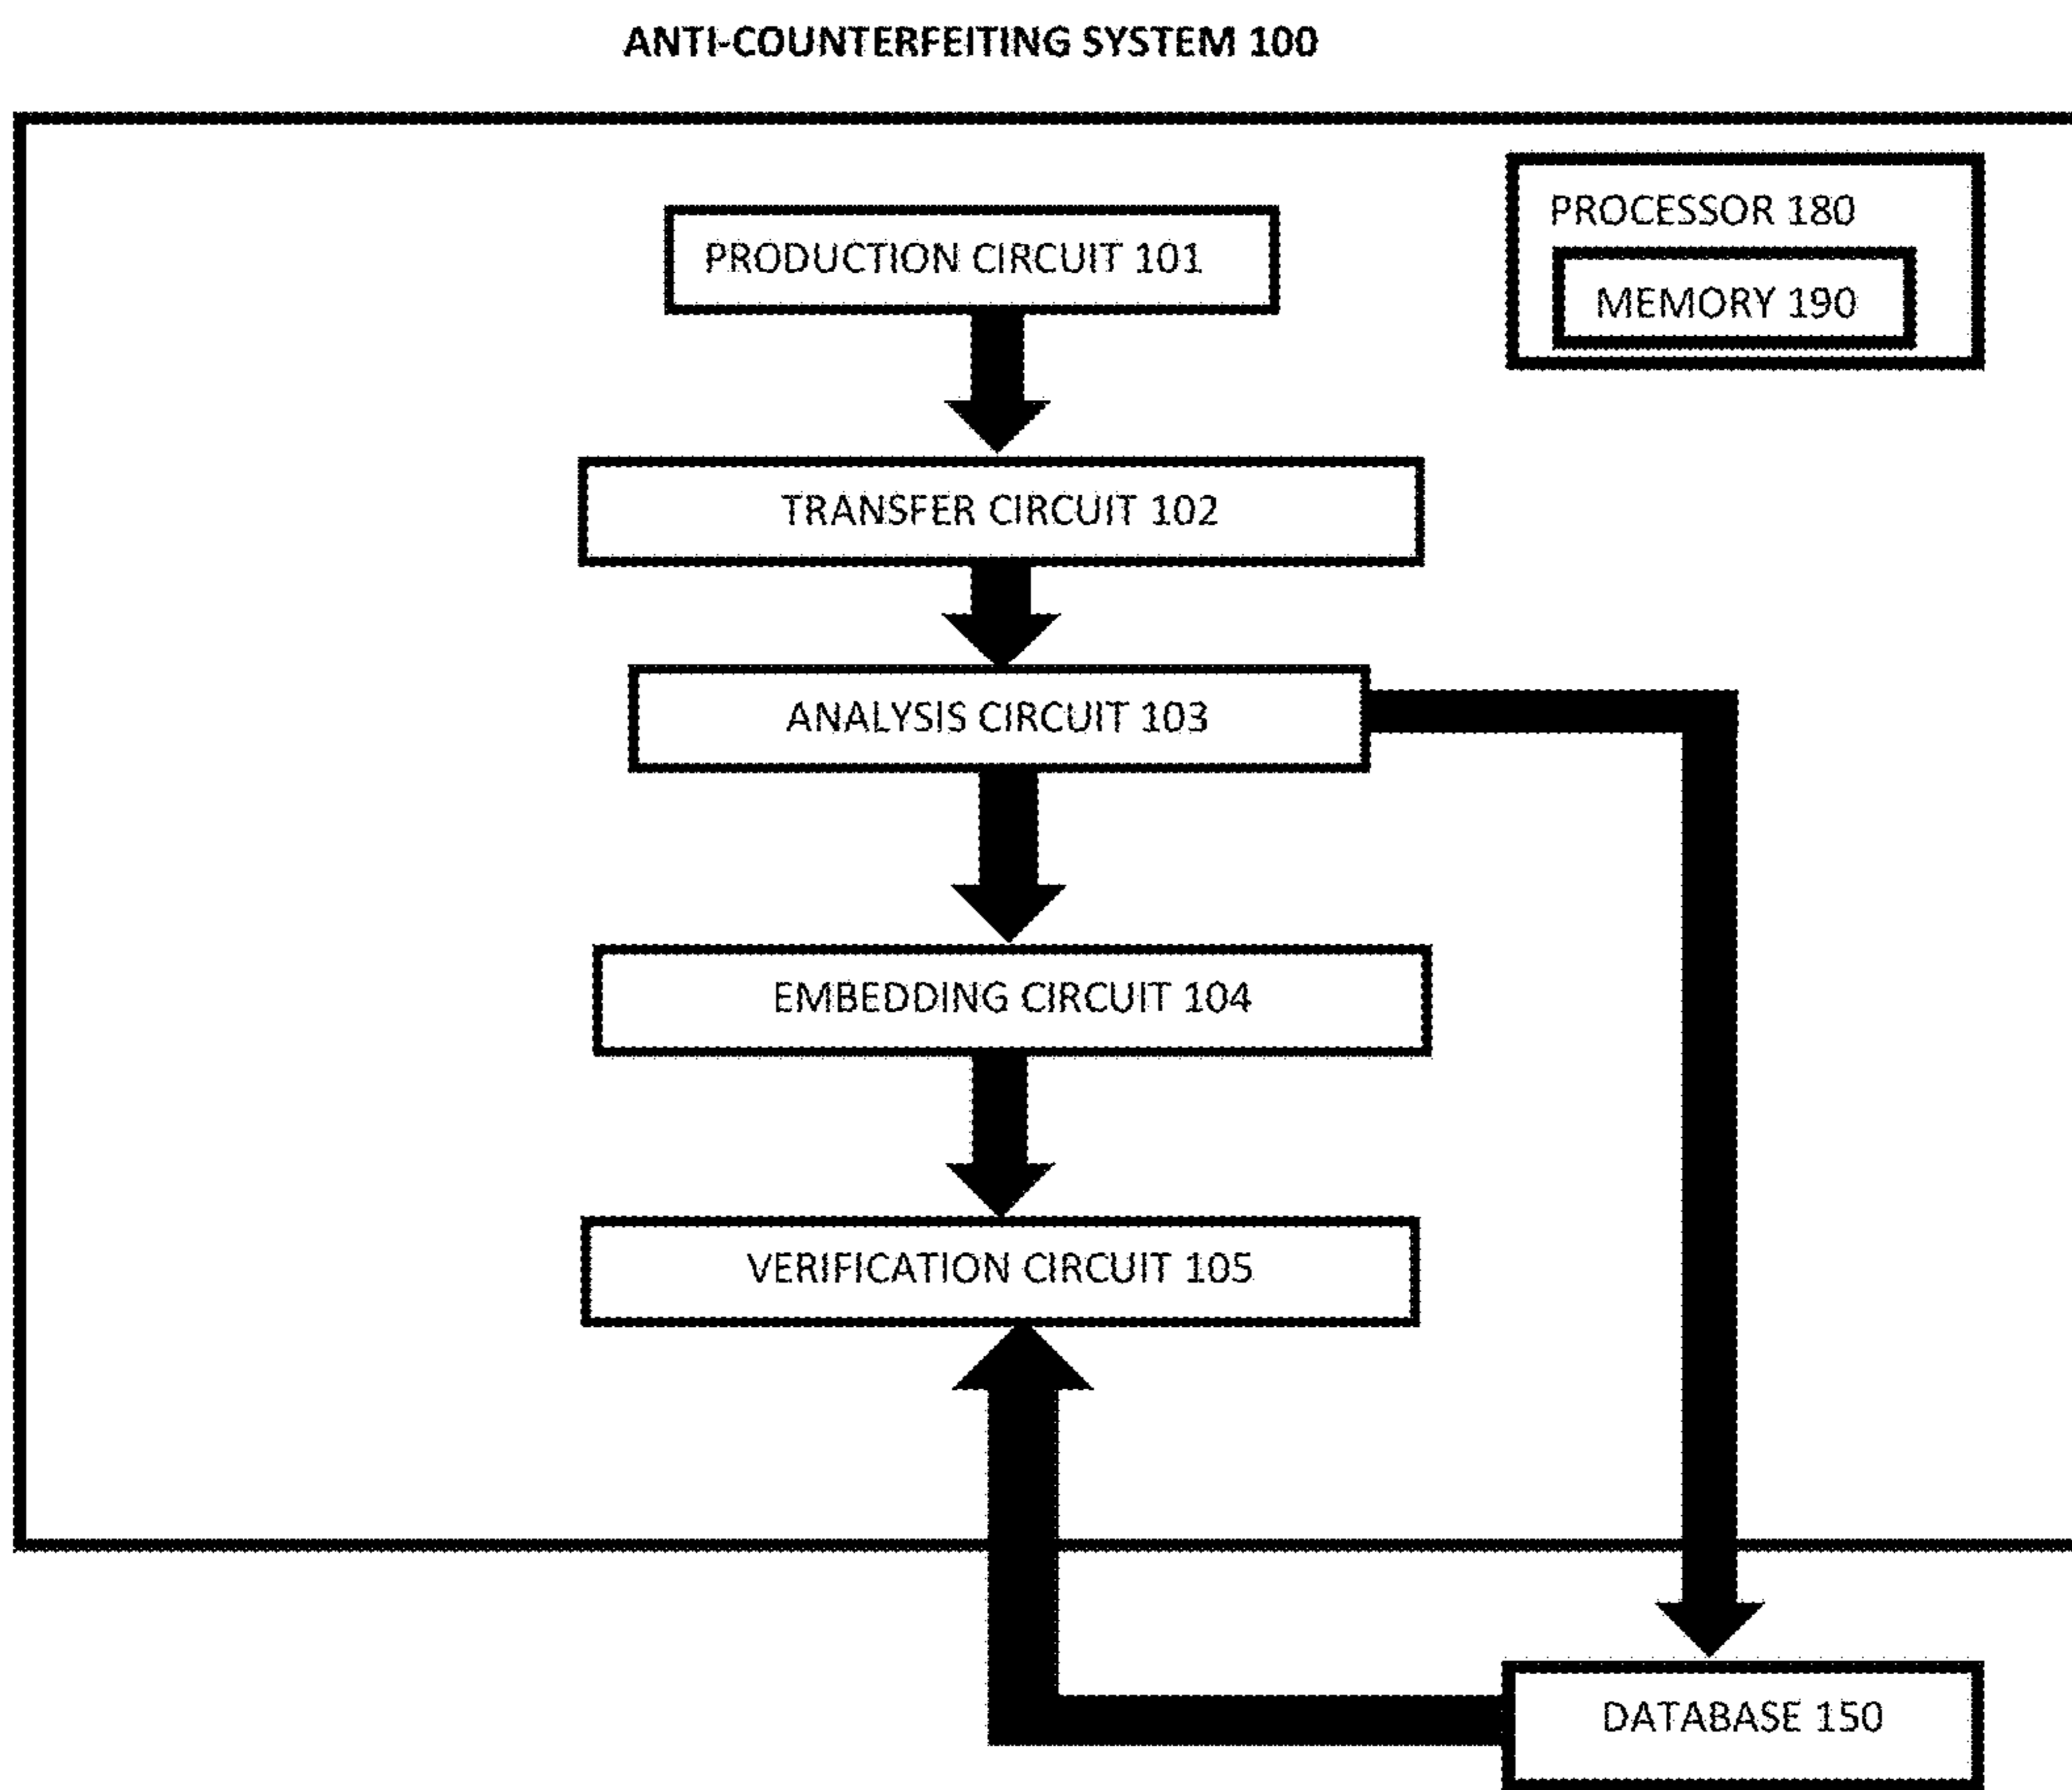 ANTI-COUNTERFEITING SYSTEM 100
PROCESSOR 180
MEMORY 190
PRODUCTION CIRCUIT 101
TRANSFER CIRCUIT 102
ANALYSIS CIRCUIT 103
EMBEDDING CIRCUIT 104
VERIFICATION CIRCUIT 105
DATABASE 150